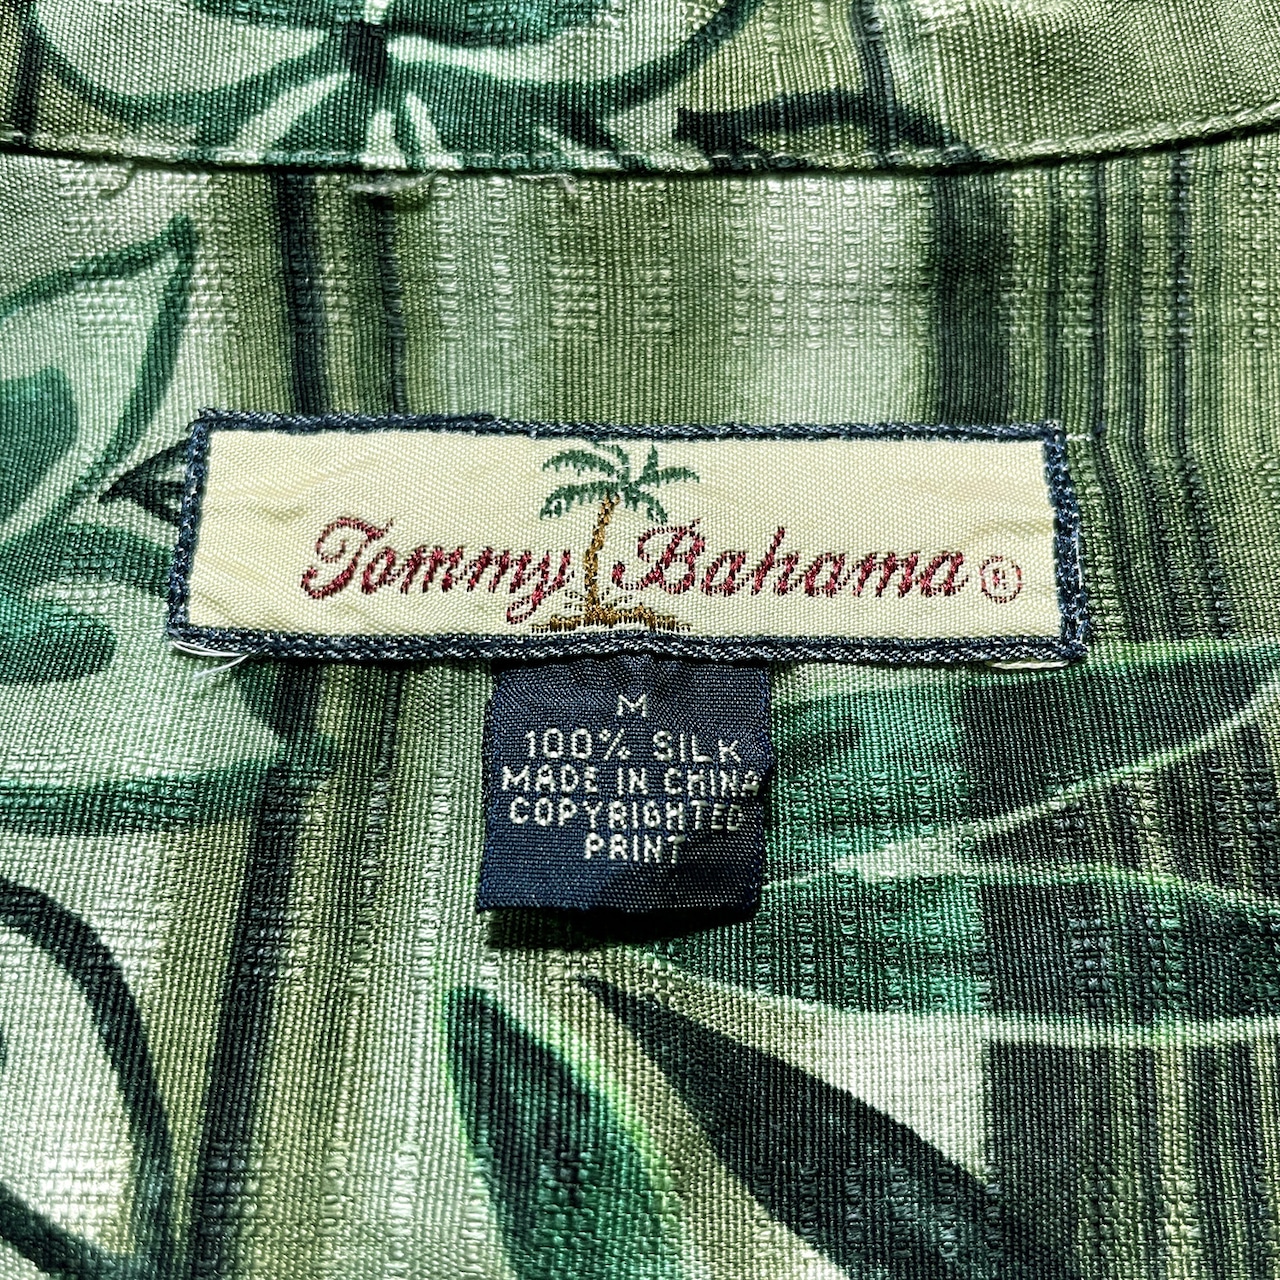 Tommy Bahama ®
M
100% SILK
MADE IN CHINA
COPYRIGHTED
PRINT